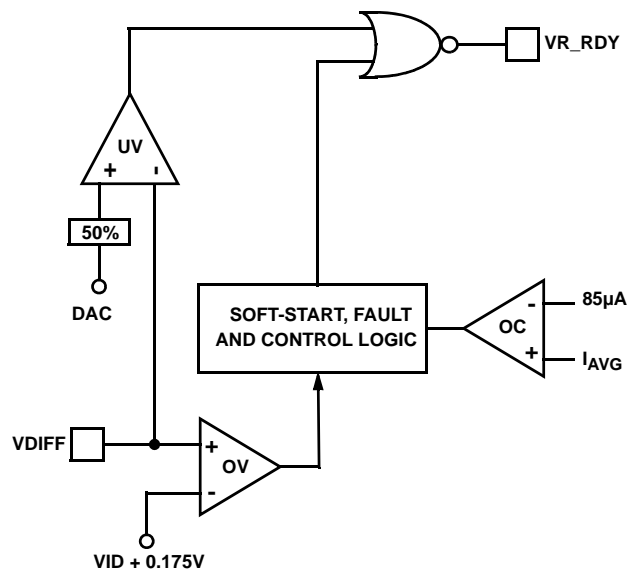 VR_RDY
UV
+ -
50%
DAC
SOFT-START, FAULT
AND CONTROL LOGIC
- 85µA
OC
+ IAVG
VDIFF
+
OV
-
VID + 0.175V